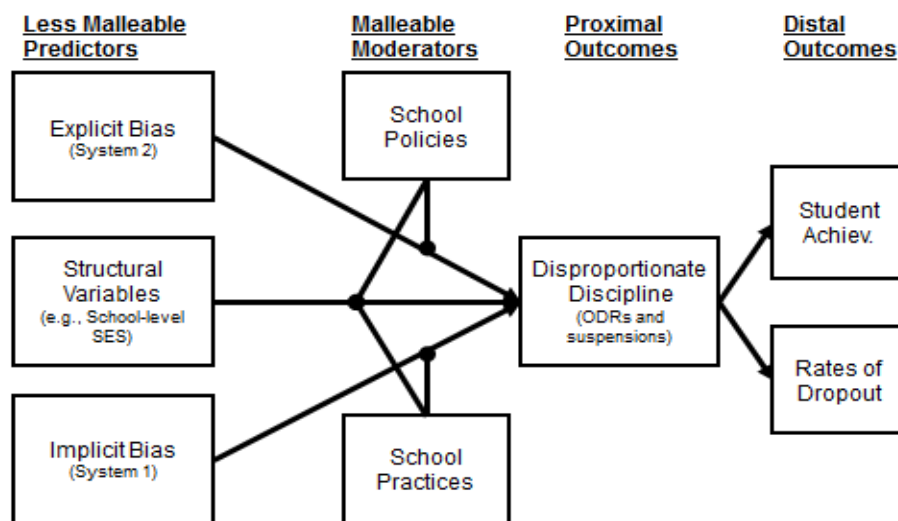 Less Malleable
Predictors
Malleable
Moderators
Proximal
Outcomes
Distal
Outcomes
Explicit Bias
(System 2)
School
Policies
Student
Achiev.
Structural
Variables
(e.g., School-level
SES)
Disproportionate
Discipline
(ODRs and
suspensions)
Rates of
Dropout
Implicit Bias
(System 1)
School
Practices